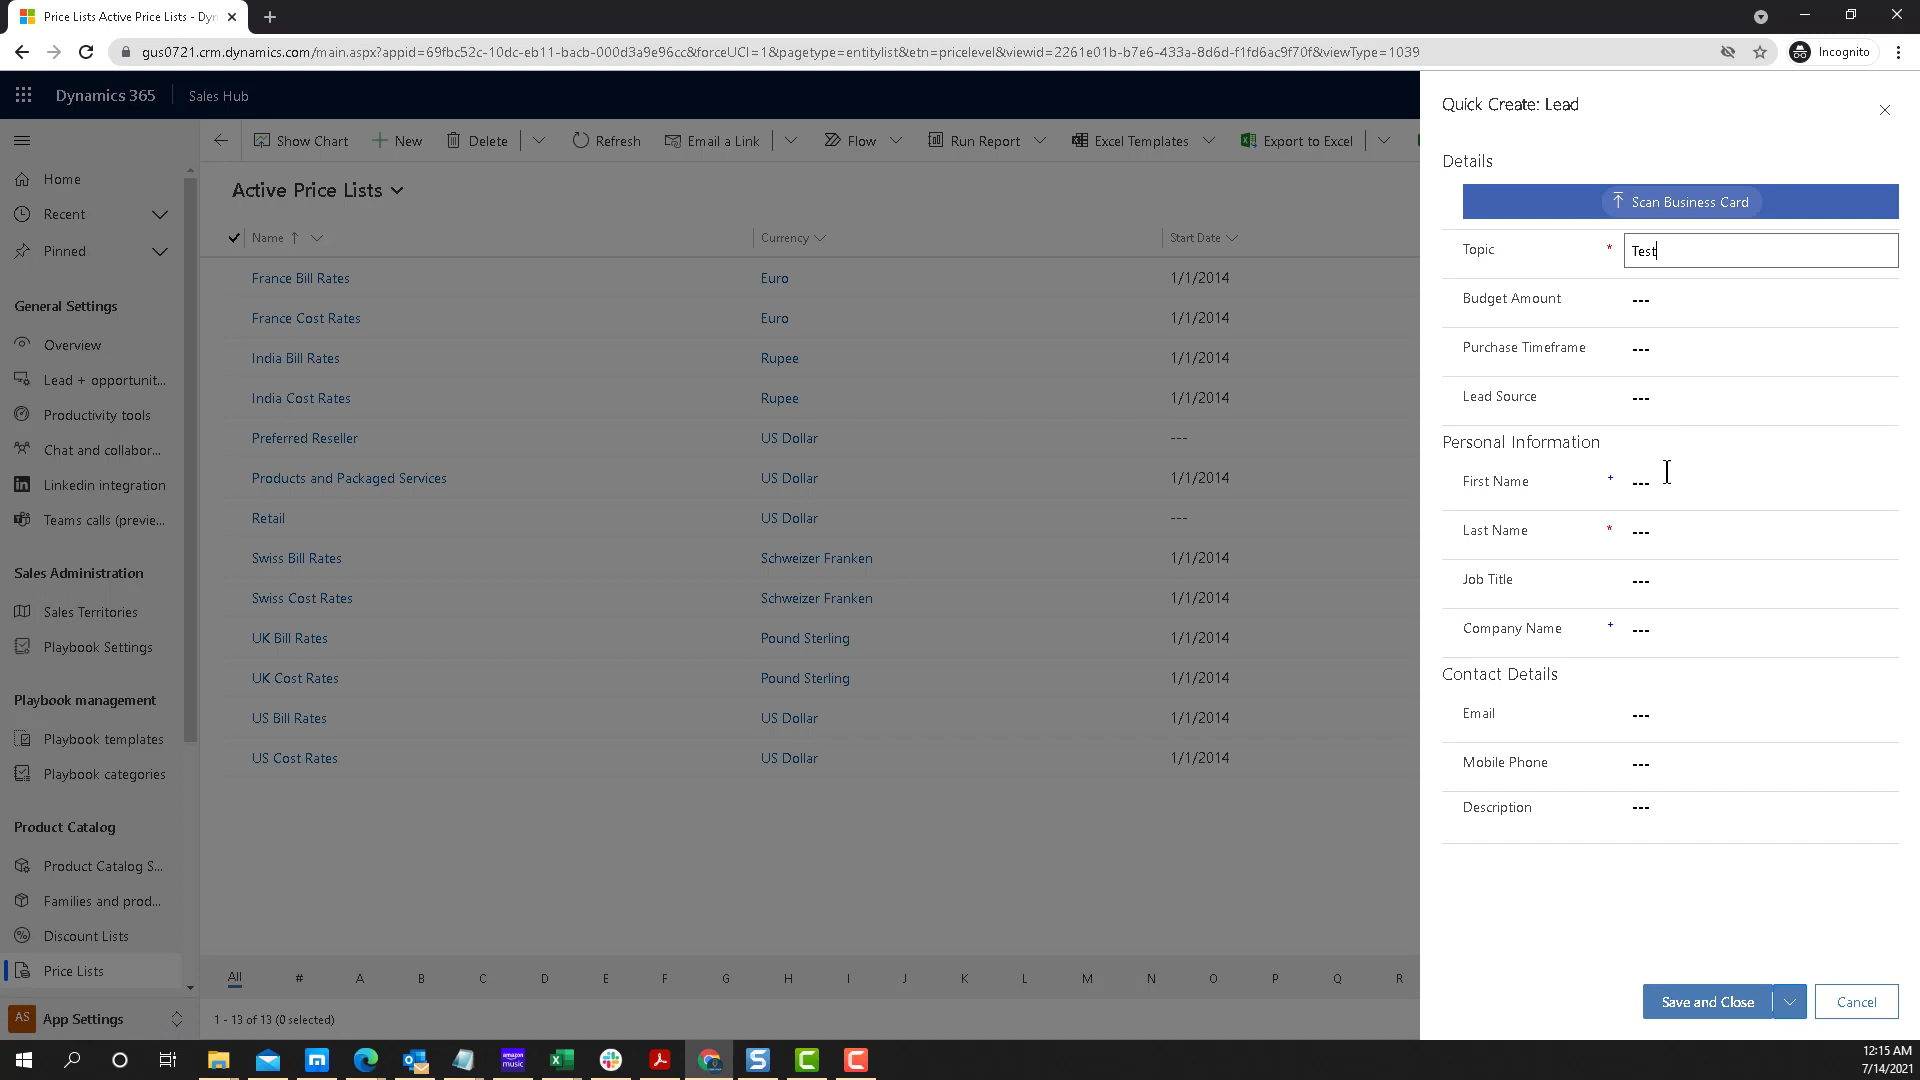 Price Lists Active Price Lists - Dyn
gus0721.crm.dynamics.com/main.aspx?appid=69fbc52c-10dc-eb11-bacb-000d3a9e96cc&forceUCI=1&pagetype=entitylist&etn=pricelevel&viewid=2261e01b-b7e6-433a-8d6d-f1fd6ac9f70f&viewType=1039
Incognito
Dynamics 365
Sales Hub
Show Chart
New
Delete
Refresh
Email a Link
Flow
Run Report
Excel Templates
Export to Excel
Home
Recent
Pinned
General Settings
Overview
Lead + opportunit...
Productivity tools
Chat and collabor...
Linkedin integration
Teams calls (previe...
Sales Administration
Sales Territories
Playbook Settings
Playbook management
Playbook templates
Playbook categories
Product Catalog
Product Catalog S...
Families and prod...
Discount Lists
Price Lists
AS App Settings
Active Price Lists
Name Currency Start Date
France Bill Rates Euro 1/1/2014
France Cost Rates Euro 1/1/2014
India Bill Rates Rupee 1/1/2014
India Cost Rates Rupee 1/1/2014
Preferred Reseller US Dollar ---
Products and Packaged Services US Dollar 1/1/2014
Retail US Dollar ---
Swiss Bill Rates Schweizer Franken 1/1/2014
Swiss Cost Rates Schweizer Franken 1/1/2014
UK Bill Rates Pound Sterling 1/1/2014
UK Cost Rates Pound Sterling 1/1/2014
US Bill Rates US Dollar 1/1/2014
US Cost Rates US Dollar 1/1/2014
All # A B C D E F G H I J K L M N O P Q R
1 - 13 of 13 (0 selected)
Quick Create: Lead
Details
Scan Business Card
Topic * Test
Budget Amount ---
Purchase Timeframe ---
Lead Source ---
Personal Information
First Name + ---
Last Name * ---
Job Title ---
Company Name + ---
Contact Details
Email ---
Mobile Phone ---
Description ---
Save and Close
Cancel
amazon music
12:15 AM
7/14/2021